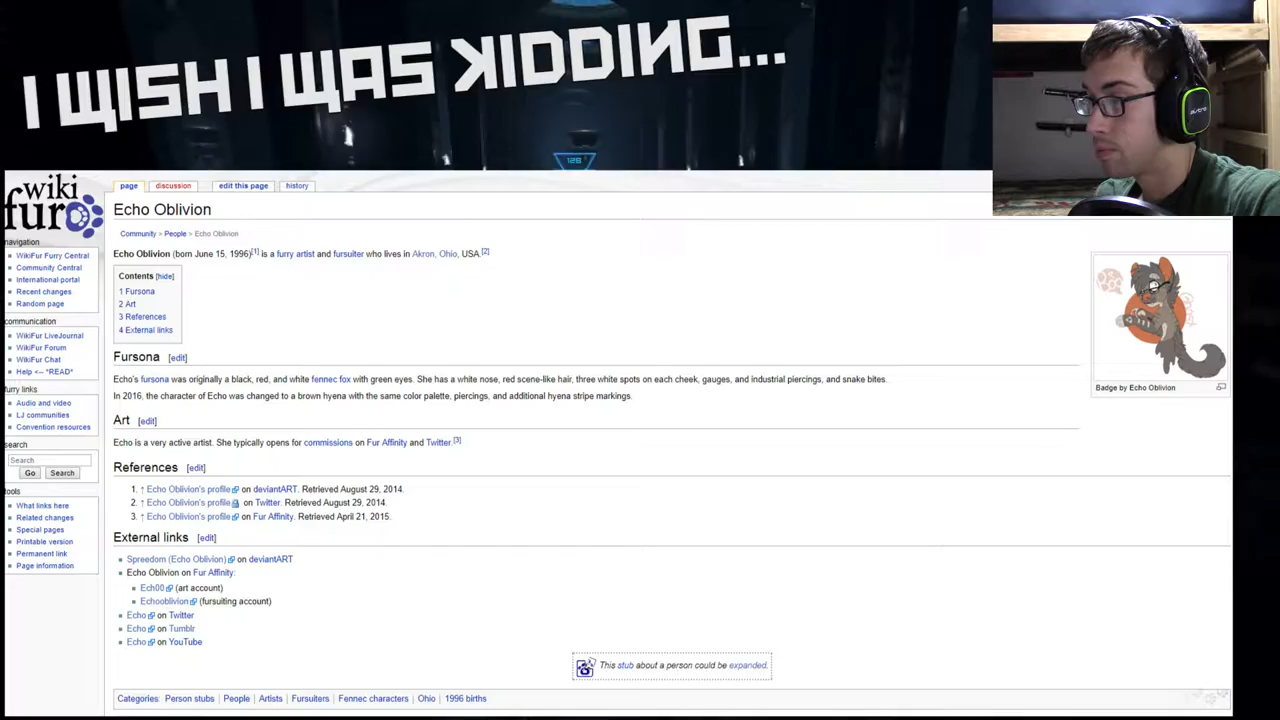 I WISH I WAS KIDDING...
128
astro
wiki
fur
page
discussion
edit this page
history
Echo Oblivion
Community > People > Echo Oblivion
Echo Oblivion (born June 15, 1996)[1] is a furry artist and fursuiter who lives in Akron, Ohio, USA.[2]
Contents [hide]
1 Fursona
2 Art
3 References
4 External links
Fursona [edit]
Echo's fursona was originally a black, red, and white fennec fox with green eyes. She has a white nose, red scene-like hair, three white spots on each cheek, gauges, and industrial piercings, and snake bites.
In 2016, the character of Echo was changed to a brown hyena with the same color palette, piercings, and additional hyena stripe markings.
Art [edit]
Echo is a very active artist. She typically opens for commissions on Fur Affinity and Twitter.[3]
References [edit]
1. ↑ Echo Oblivion's profile on deviantART. Retrieved August 29, 2014.
2. ↑ Echo Oblivion's profile on Twitter. Retrieved August 29, 2014.
3. ↑ Echo Oblivion's profile on Fur Affinity. Retrieved April 21, 2015.
External links [edit]
Spreedom (Echo Oblivion) on deviantART
Echo Oblivion on Fur Affinity:
Ech00 (art account)
Echooblivion (fursuiting account)
Echo on Twitter
Echo on Tumblr
Echo on YouTube
This stub about a person could be expanded.
Categories: Person stubs | People | Artists | Fursuiters | Fennec characters | Ohio | 1996 births
Badge by Echo Oblivion
navigation
WikiFur Furry Central
Community Central
International portal
Recent changes
Random page
communication
WikiFur LiveJournal
WikiFur Forum
WikiFur Chat
Help <-- *READ*
furry links
Audio and video
LJ communities
Convention resources
search
Search
Go Search
tools
What links here
Related changes
Special pages
Printable version
Permanent link
Page information